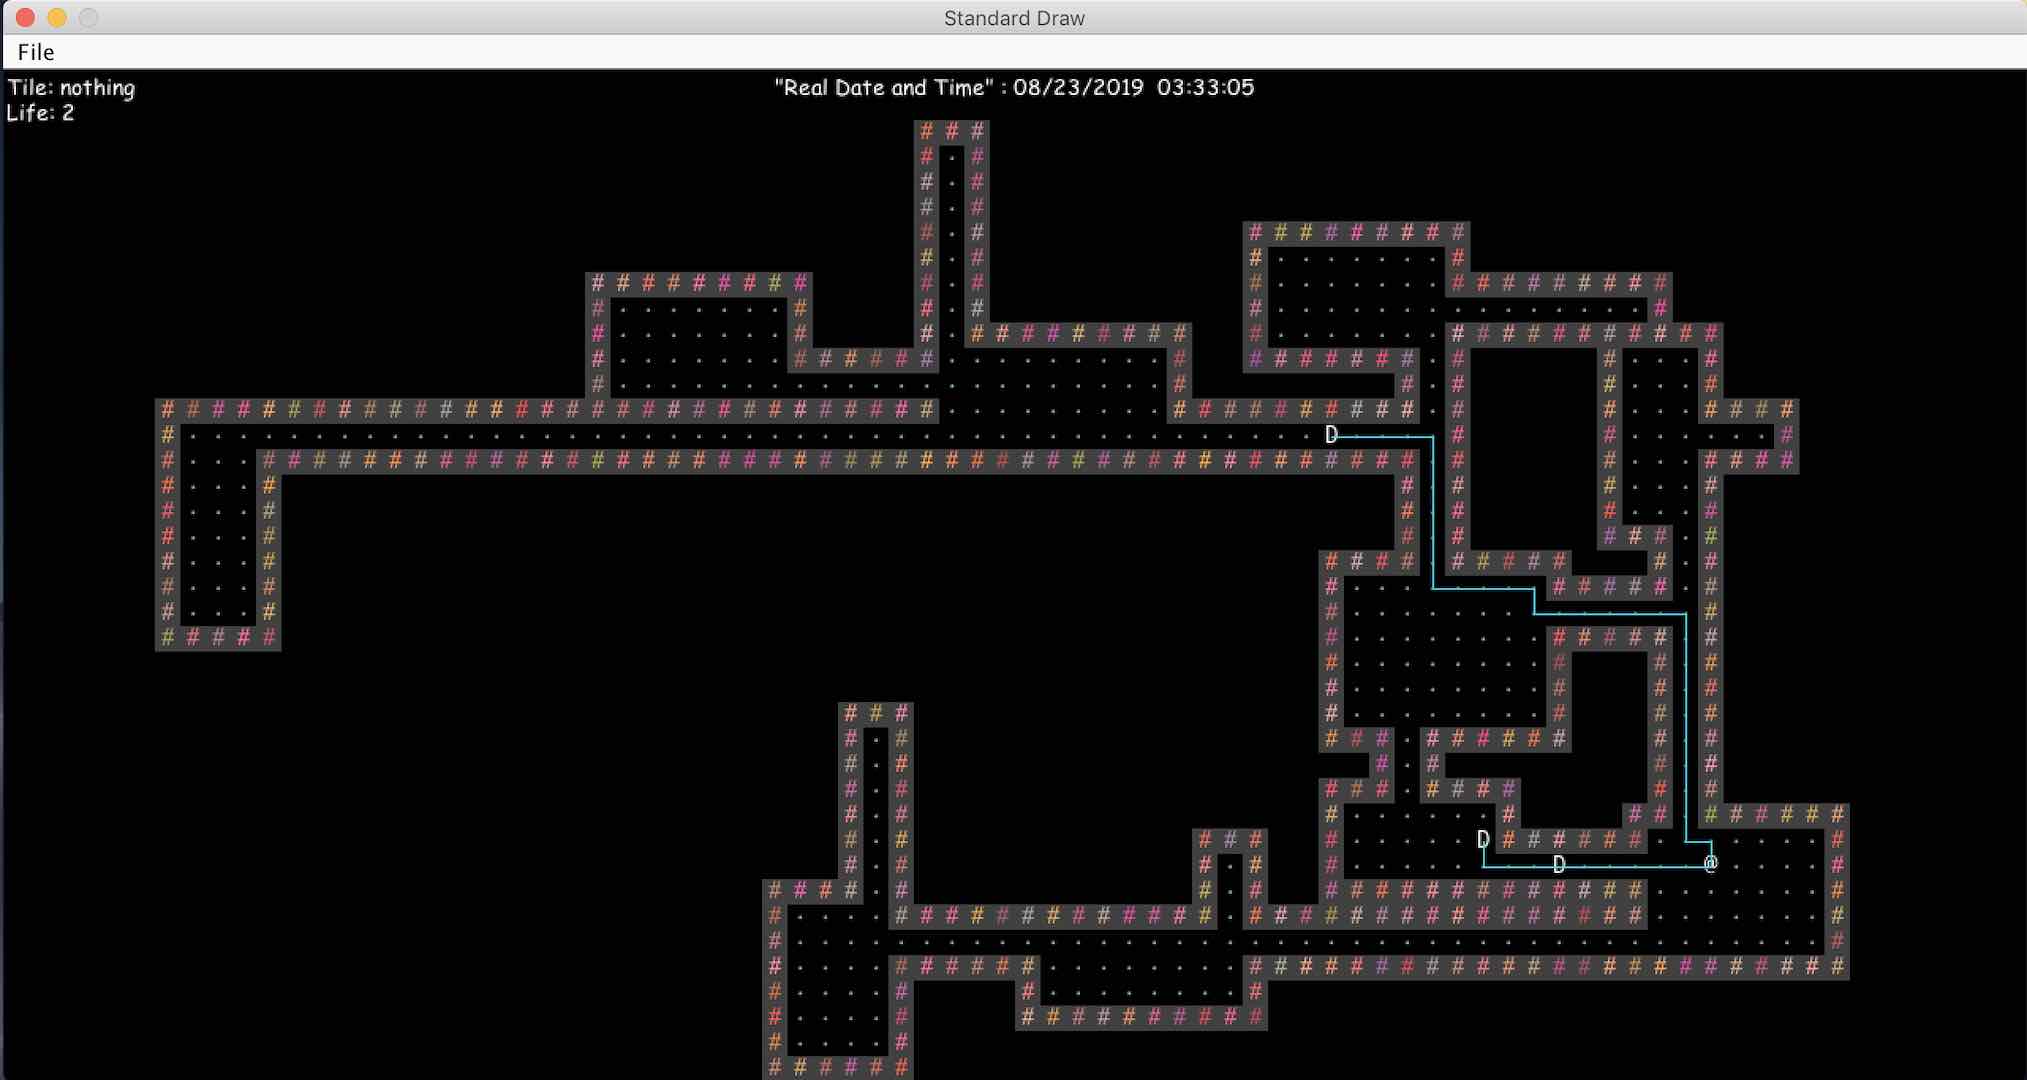 Standard Draw
File
Tile: nothing
"Real Date and Time" : 08/23/2019 03:33:05
Life: 2
D
D
D
@